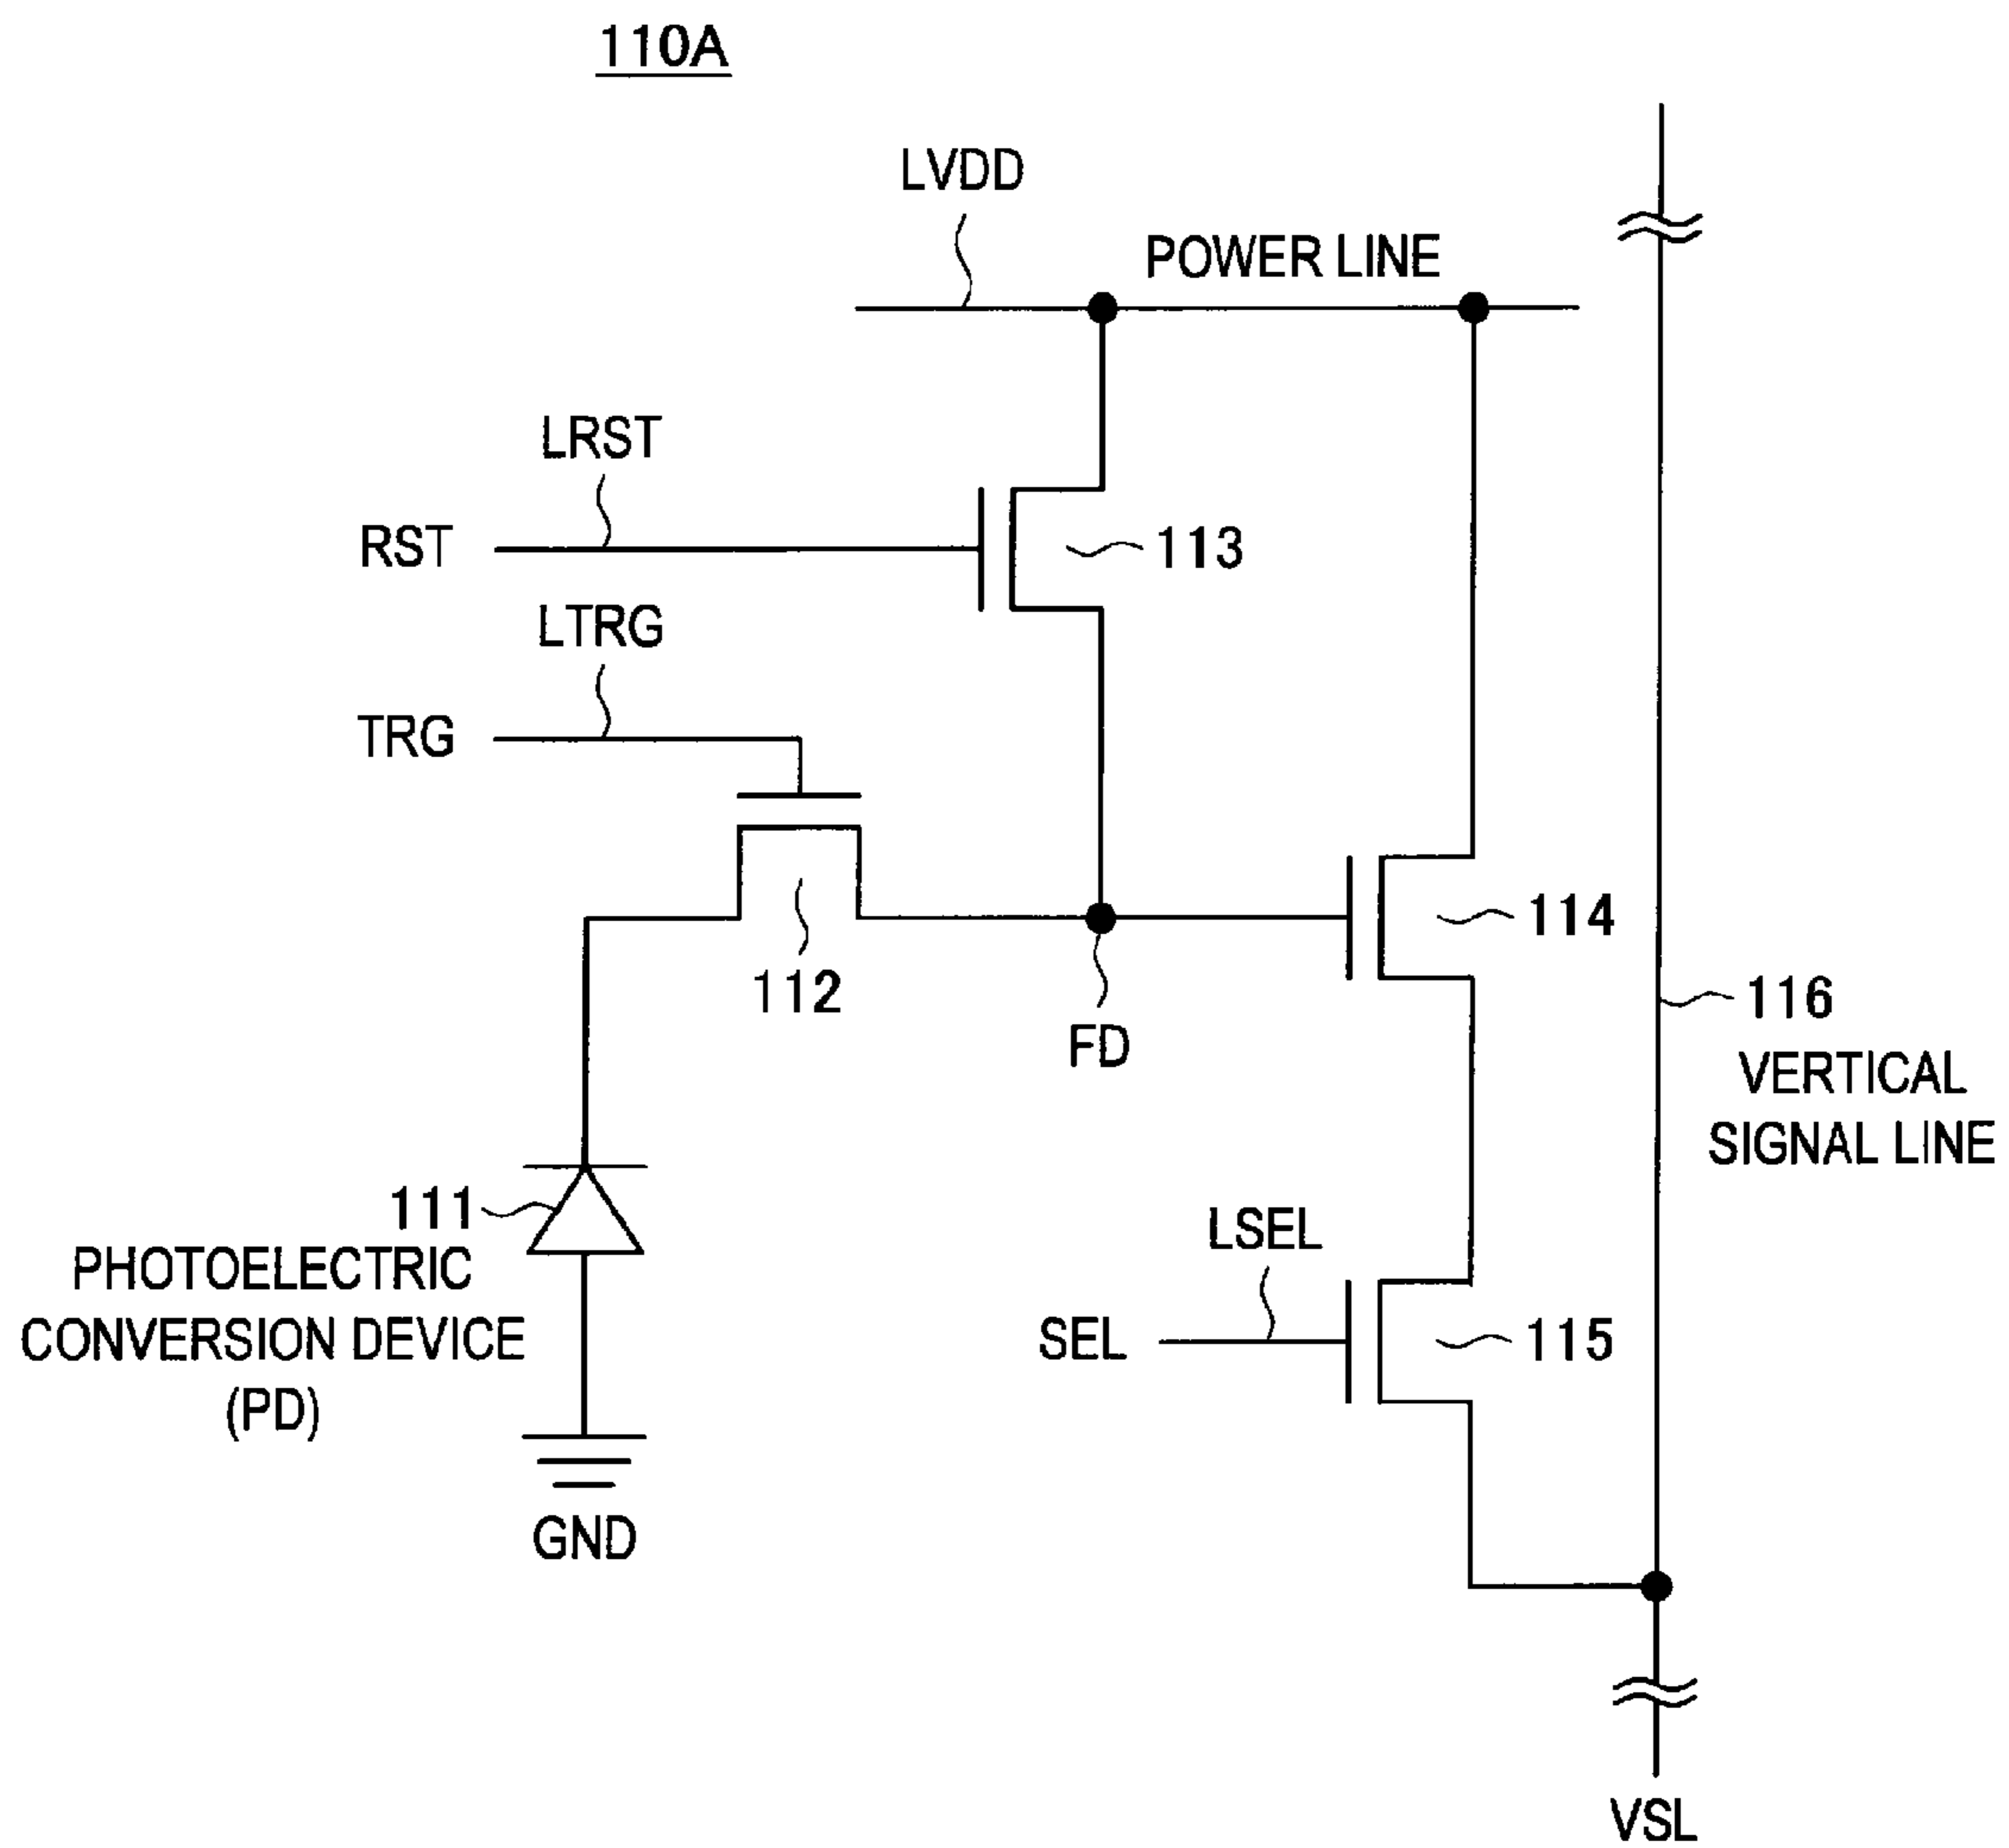 110A
LVDD
POWER LINE
LRST
RST
113
LTRG
TRG
114
112
116
FD
VERTICAL
SIGNAL LINE
111
PHOTOELECTRIC
CONVERSION DEVICE
(PD)
LSEL
SEL
115
GND
VSL